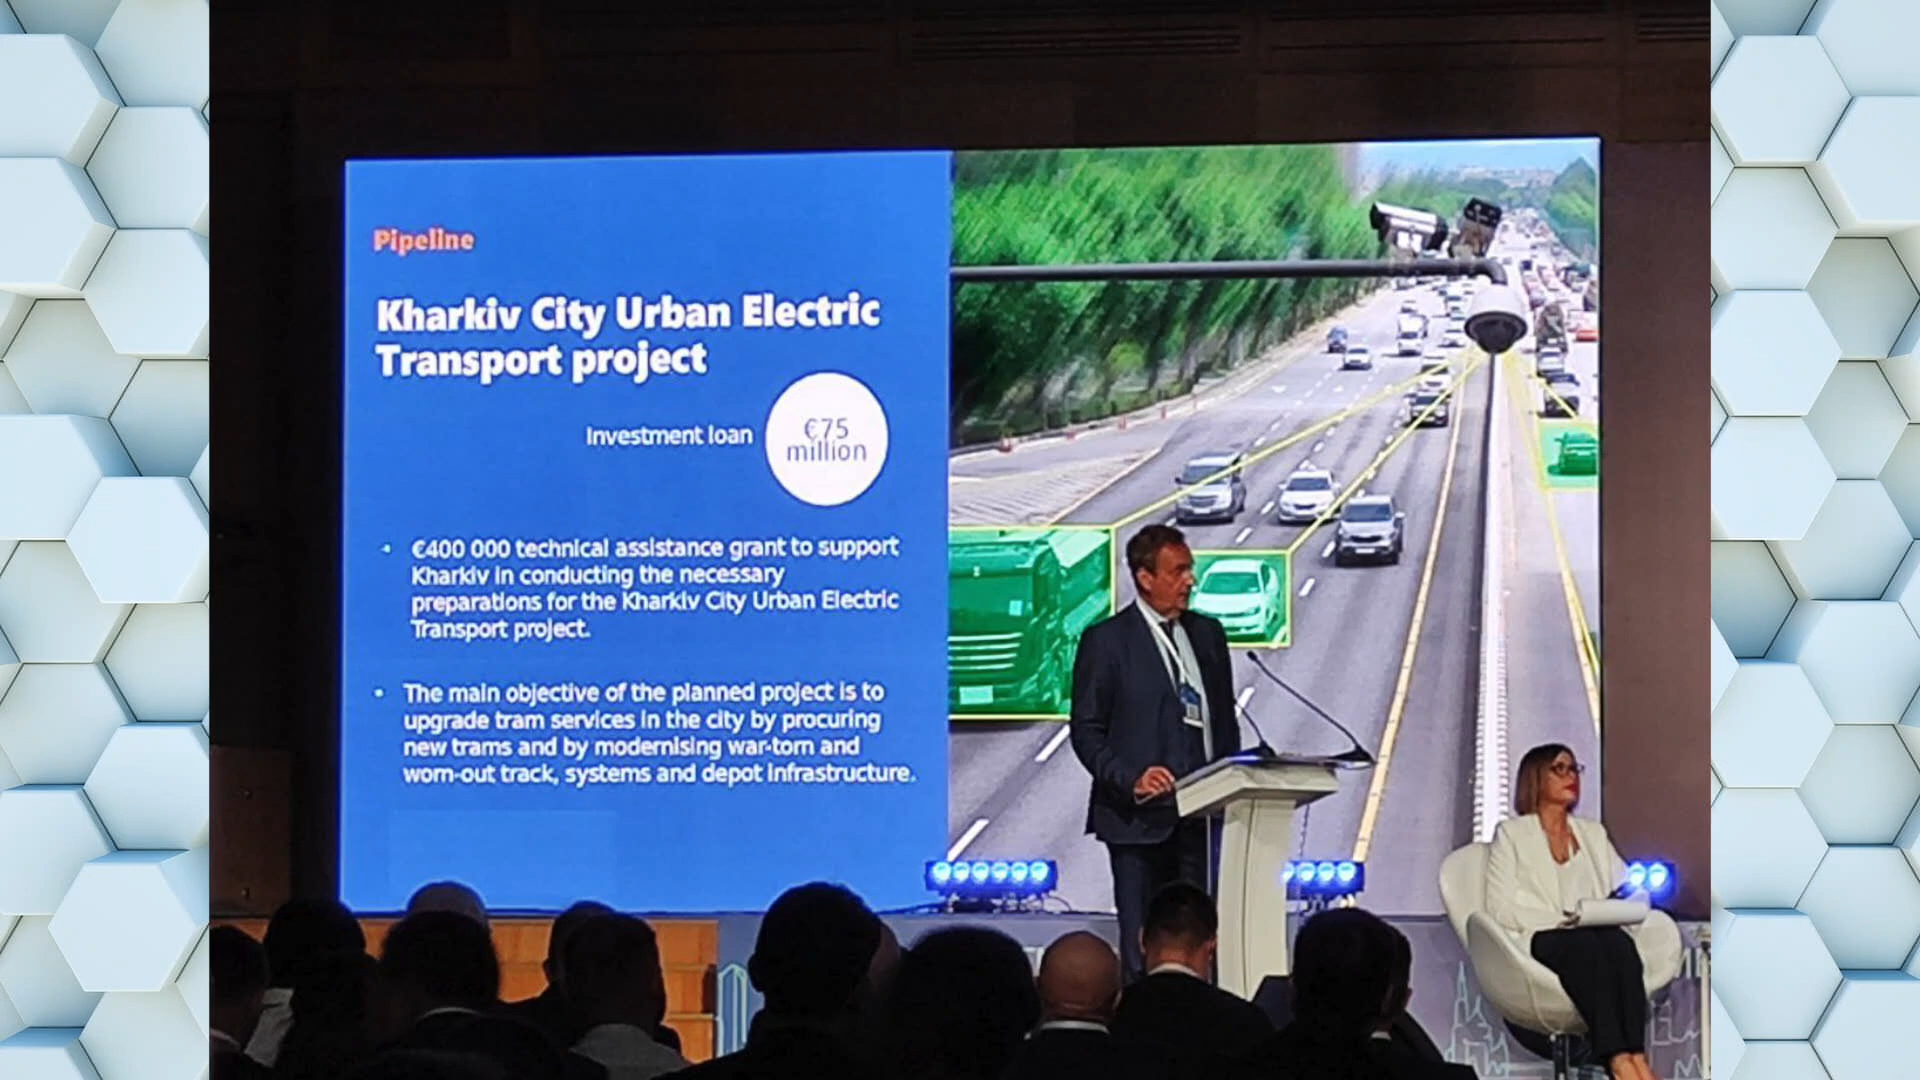 Pipeline
Kharkiv City Urban Electric
Transport project
Investment loan
€75
million
• €400 000 technical assistance grant to support
Kharkiv in conducting the necessary
preparations for the Kharkiv City Urban Electric
Transport project.
• The main objective of the planned project is to
upgrade tram services in the city by procuring
new trams and by modernising war-torn and
worn-out track, systems and depot infrastructure.